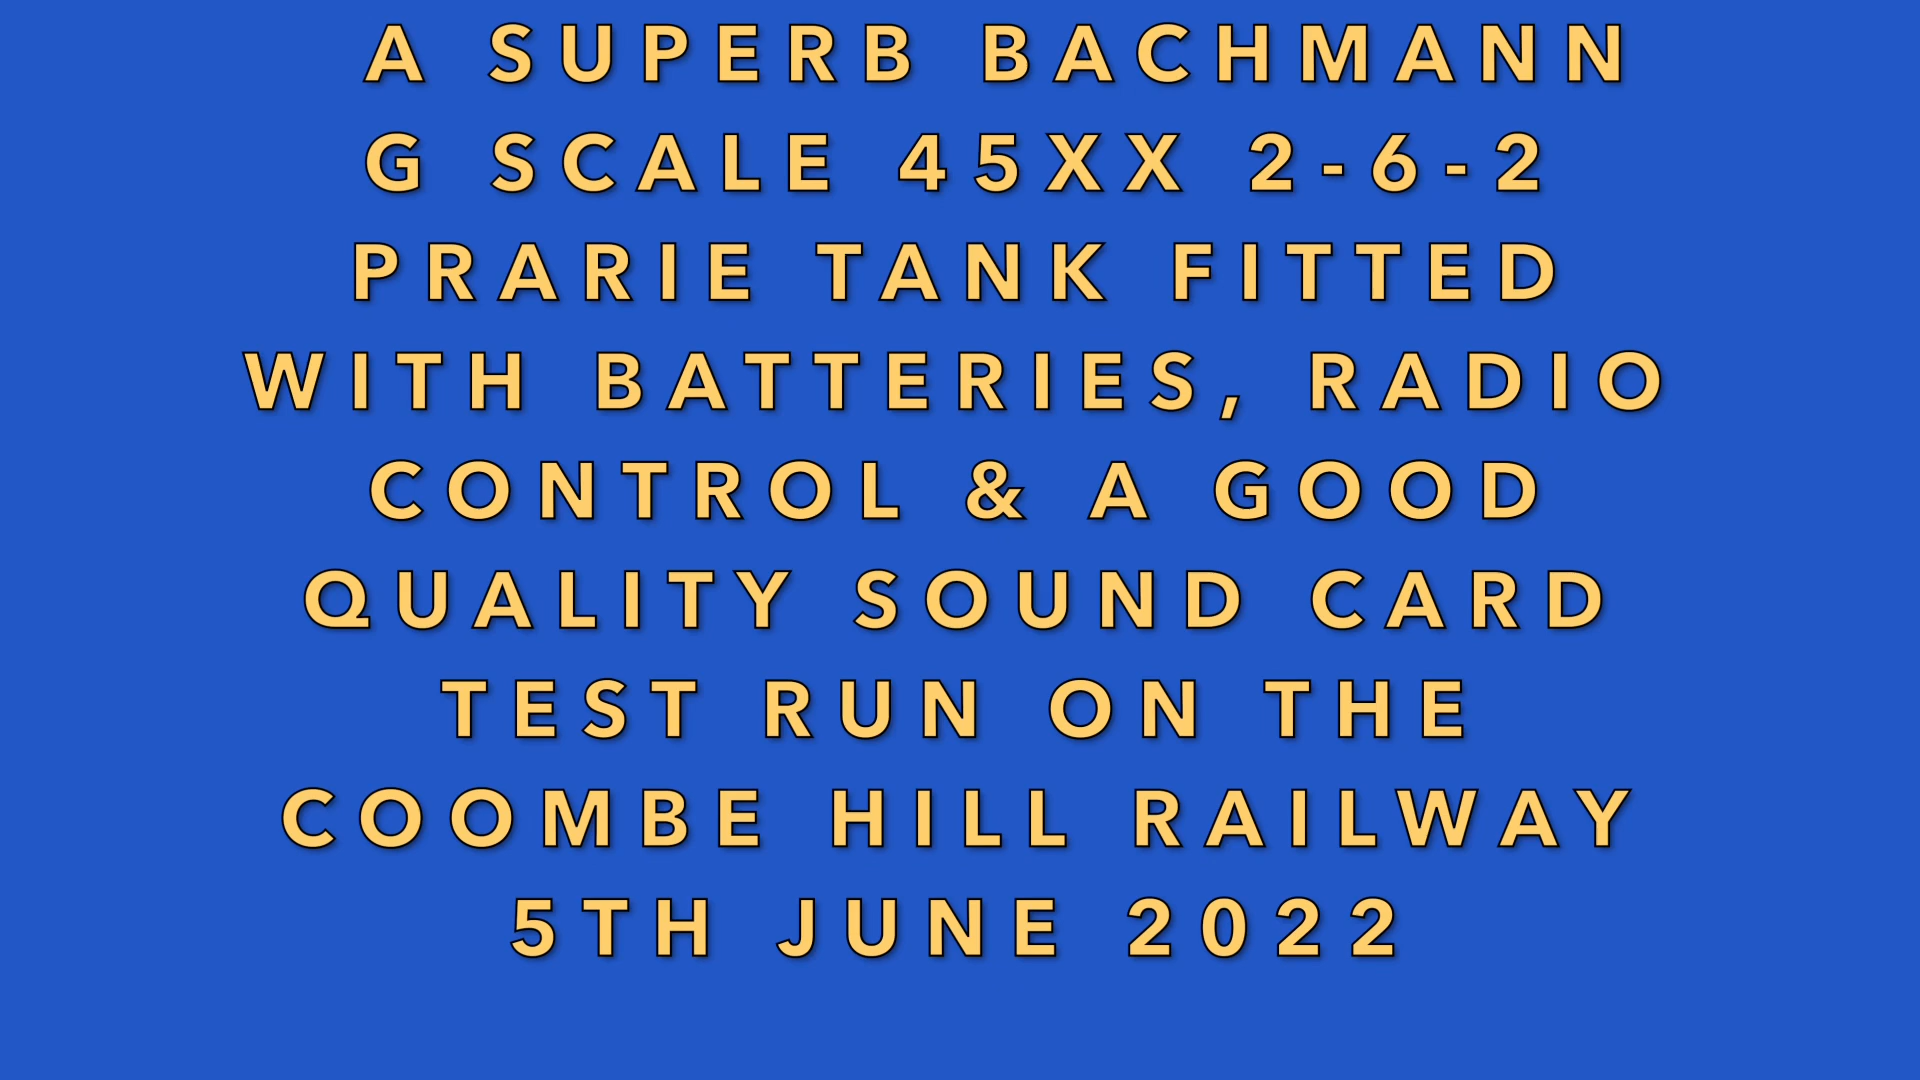 A SUPERB BACHMANN
G SCALE 45XX 2-6-2
PRARIE TANK FITTED
WITH BATTERIES, RADIO
CONTROL & A GOOD
QUALITY SOUND CARD
TEST RUN ON THE
COOMBE HILL RAILWAY
5TH JUNE 2022